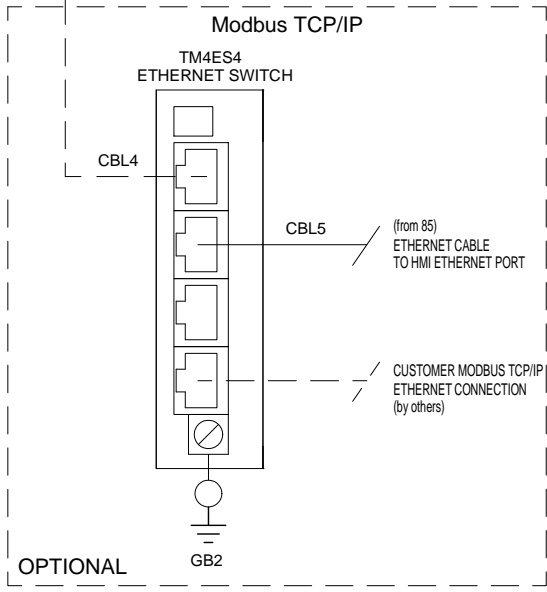 Modbus TCP/IP
TM4ES4
ETHERNET SWITCH
CBL4
CBL5
(from 85)
ETHERNET CABLE
TO HMI ETHERNET PORT
CUSTOMER MODBUS TCP/IP
ETHERNET CONNECTION
(by others)
GB2
OPTIONAL